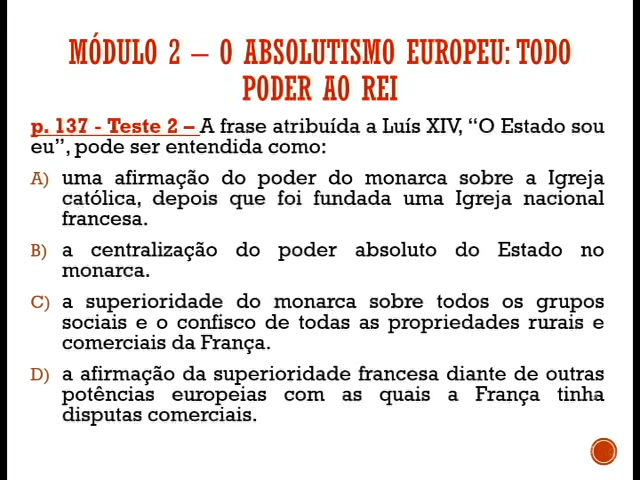 MÓDULO 2 – O ABSOLUTISMO EUROPEU: TODO
PODER AO REI
p. 137 - Teste 2 – A frase atribuída a Luís XIV, “O Estado sou
eu”, pode ser entendida como:
A) uma afirmação do poder do monarca sobre a Igreja
católica, depois que foi fundada uma Igreja nacional
francesa.
B) a centralização do poder absoluto do Estado no
monarca.
C) a superioridade do monarca sobre todos os grupos
sociais e o confisco de todas as propriedades rurais e
comerciais da França.
D) a afirmação da superioridade francesa diante de outras
potências europeias com as quais a França tinha
disputas comerciais.